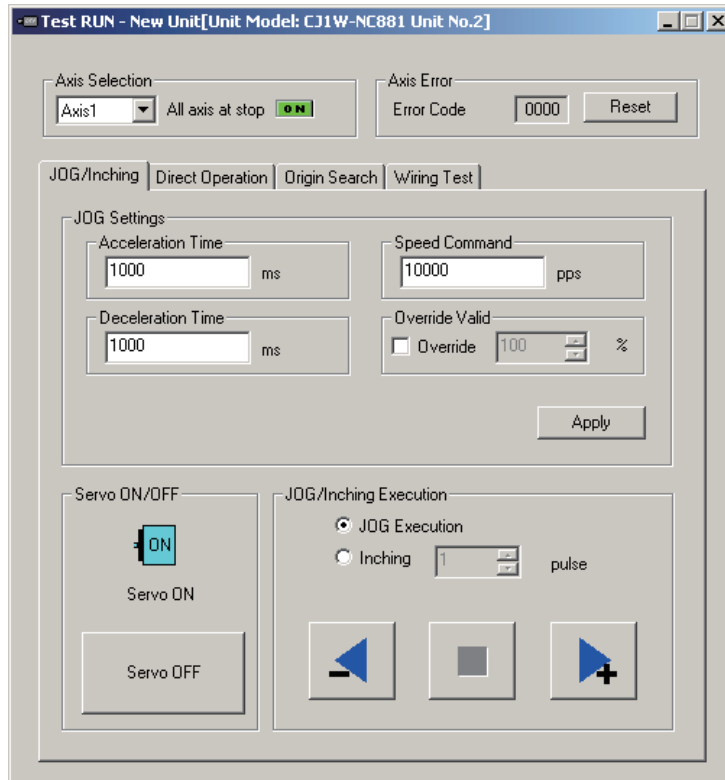 Test RUN - New Unit[Unit Model: CJ1W-NC881 Unit No.2]
Axis Selection
Axis1 All axis at stop ON
Axis Error
Error Code 0000 Reset
JOG/Inching Direct Operation Origin Search Wiring Test
JOG Settings
Acceleration Time
1000 ms
Speed Command
10000 pps
Deceleration Time
1000 ms
Override Valid
Override 100 %
Apply
Servo ON/OFF
ON
Servo ON
Servo OFF
JOG/Inching Execution
JOG Execution
Inching 1 pulse